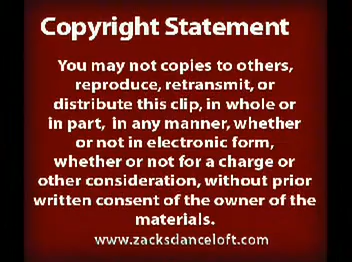 Copyright Statement
You may not copies to others,
reproduce, retransmit, or
distribute this clip, in whole or
in part, in any manner, whether
or not in electronic form,
whether or not for a charge or
other consideration, without prior
written consent of the owner of the
materials.
www.zacksdanceloft.com